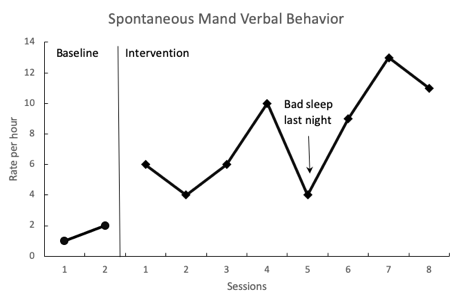 Spontaneous Mand Verbal Behavior
14
12
10
8
6
4
2
0
Rate per hour
Baseline
Intervention
Bad sleep
last night
1 2 1 2 3 4 5 6 7 8
Sessions